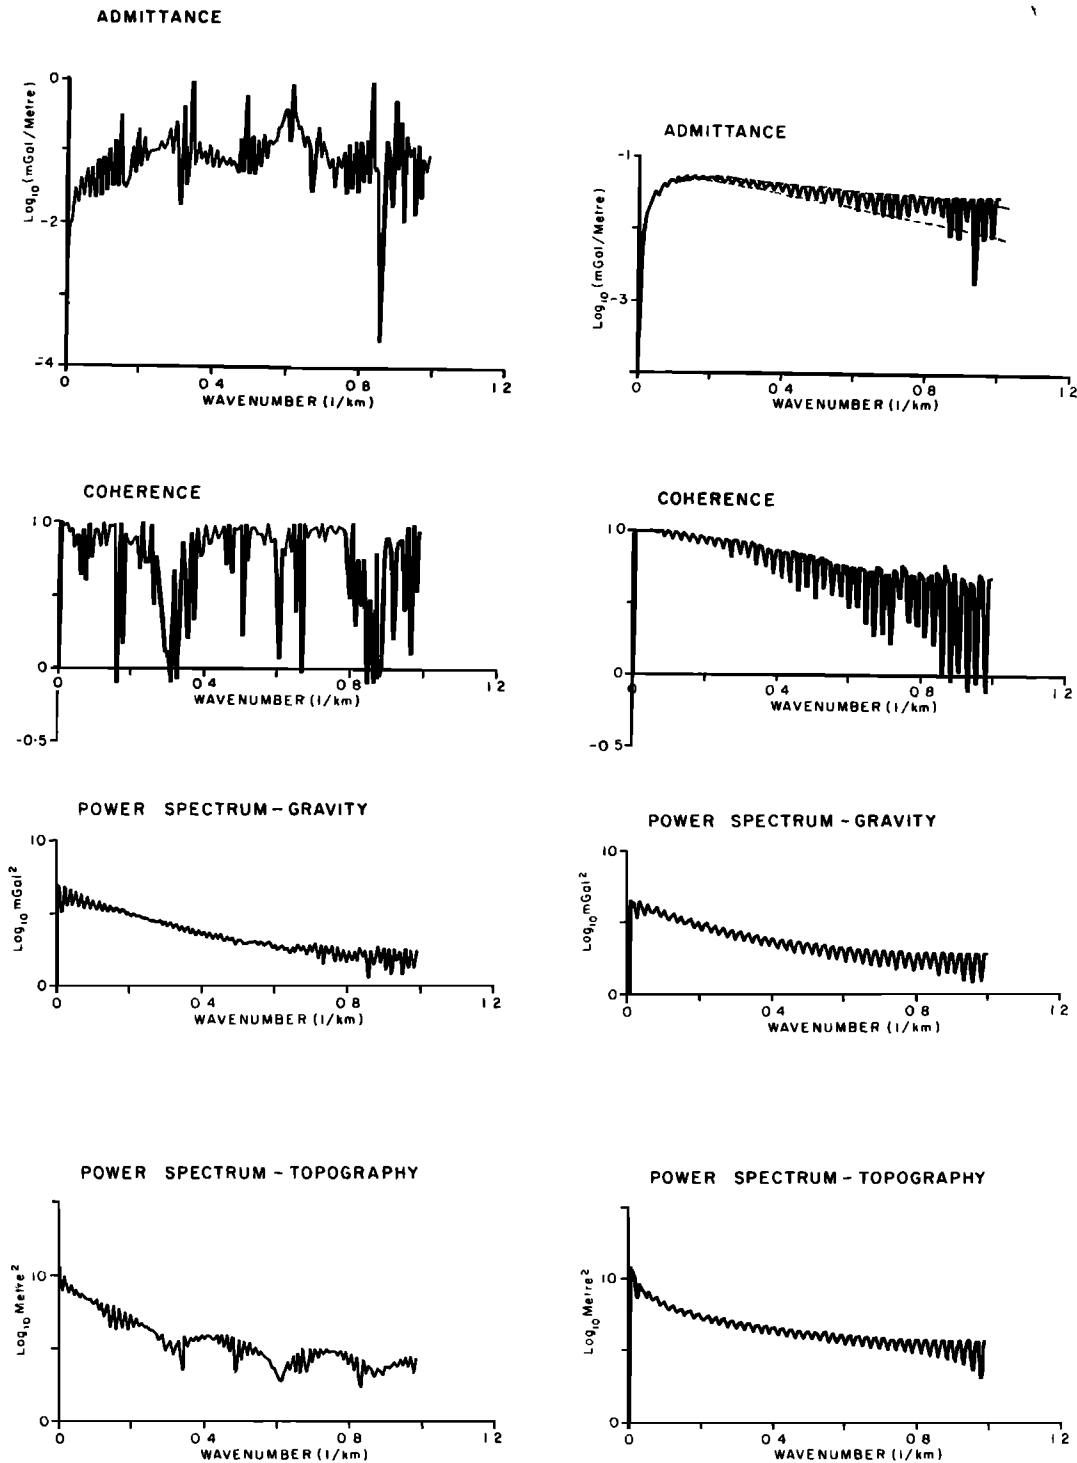 ADMITTANCE
Log10 (mGal/Metre)
0
-2
-4
0 0 4 0 8 1 2
WAVENUMBER (1/km)
ADMITTANCE
Log10 (mGal/Metre)
-1
-3
0 0 4 0 8 1 2
WAVENUMBER (1/km)
COHERENCE
1 0
0
-0.5
0 0 4 0 8 1 2
WAVENUMBER (1/km)
COHERENCE
1 0
0
-0 5
0 0 4 0 8 1 2
WAVENUMBER (1/km)
POWER SPECTRUM - GRAVITY
Log10 mGal2
10
0
0 0 4 0 8 1 2
WAVENUMBER (1/km)
POWER SPECTRUM - GRAVITY
Log10 mGal2
10
0
0 0 4 0 8 1 2
WAVENUMBER (1/km)
POWER SPECTRUM - TOPOGRAPHY
Log10 Metre2
10
0
0 0 4 0 8 1 2
WAVENUMBER (1/km)
POWER SPECTRUM - TOPOGRAPHY
Log10 Metre2
10
0
0 0 4 0 8 1 2
WAVENUMBER (1/km)